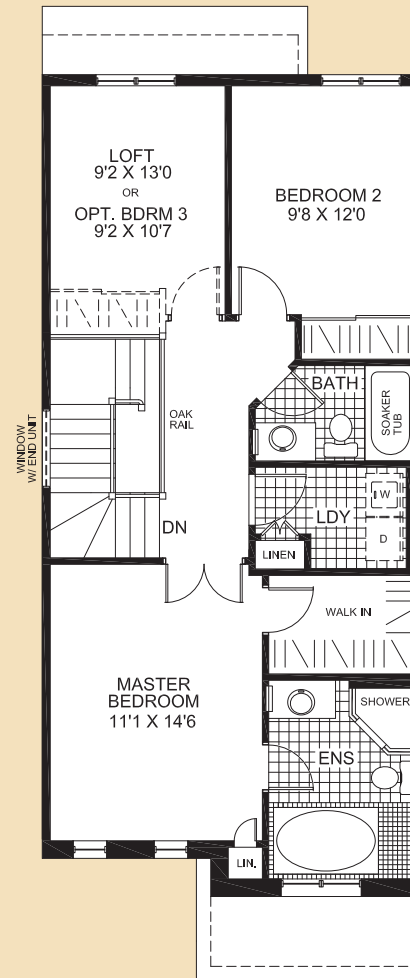 LOFT
9'2 X 13'0
OR
OPT. BDRM 3
9'2 X 10'7
BEDROOM 2
9'8 X 12'0
BATH
SOAKER
TUB
OAK
RAIL
WINDOW
W/ END UNIT
W
LDY
D
DN
LINEN
WALK IN
MASTER
BEDROOM
11'1 X 14'6
SHOWER
ENS
LIN.